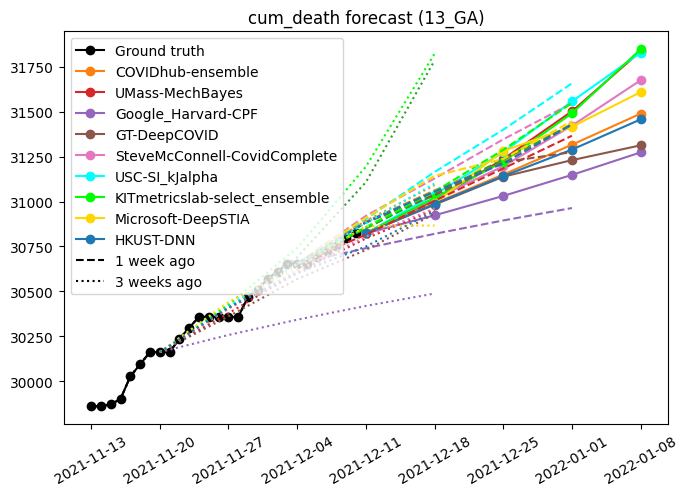 cum_death forecast (13_GA)
31750
31500
31250
31000
30750
30500
30250
30000
Ground truth
COVIDhub-ensemble
UMass-MechBayes
Google_Harvard-CPF
GT-DeepCOVID
SteveMcConnell-CovidComplete
USC-SI_kJalpha
KITmetricslab-select_ensemble
Microsoft-DeepSTIA
HKUST-DNN
1 week ago
3 weeks ago
2021-11-13
2021-11-20
2021-11-27
2021-12-04
2021-12-11
2021-12-18
2021-12-25
2022-01-01
2022-01-08